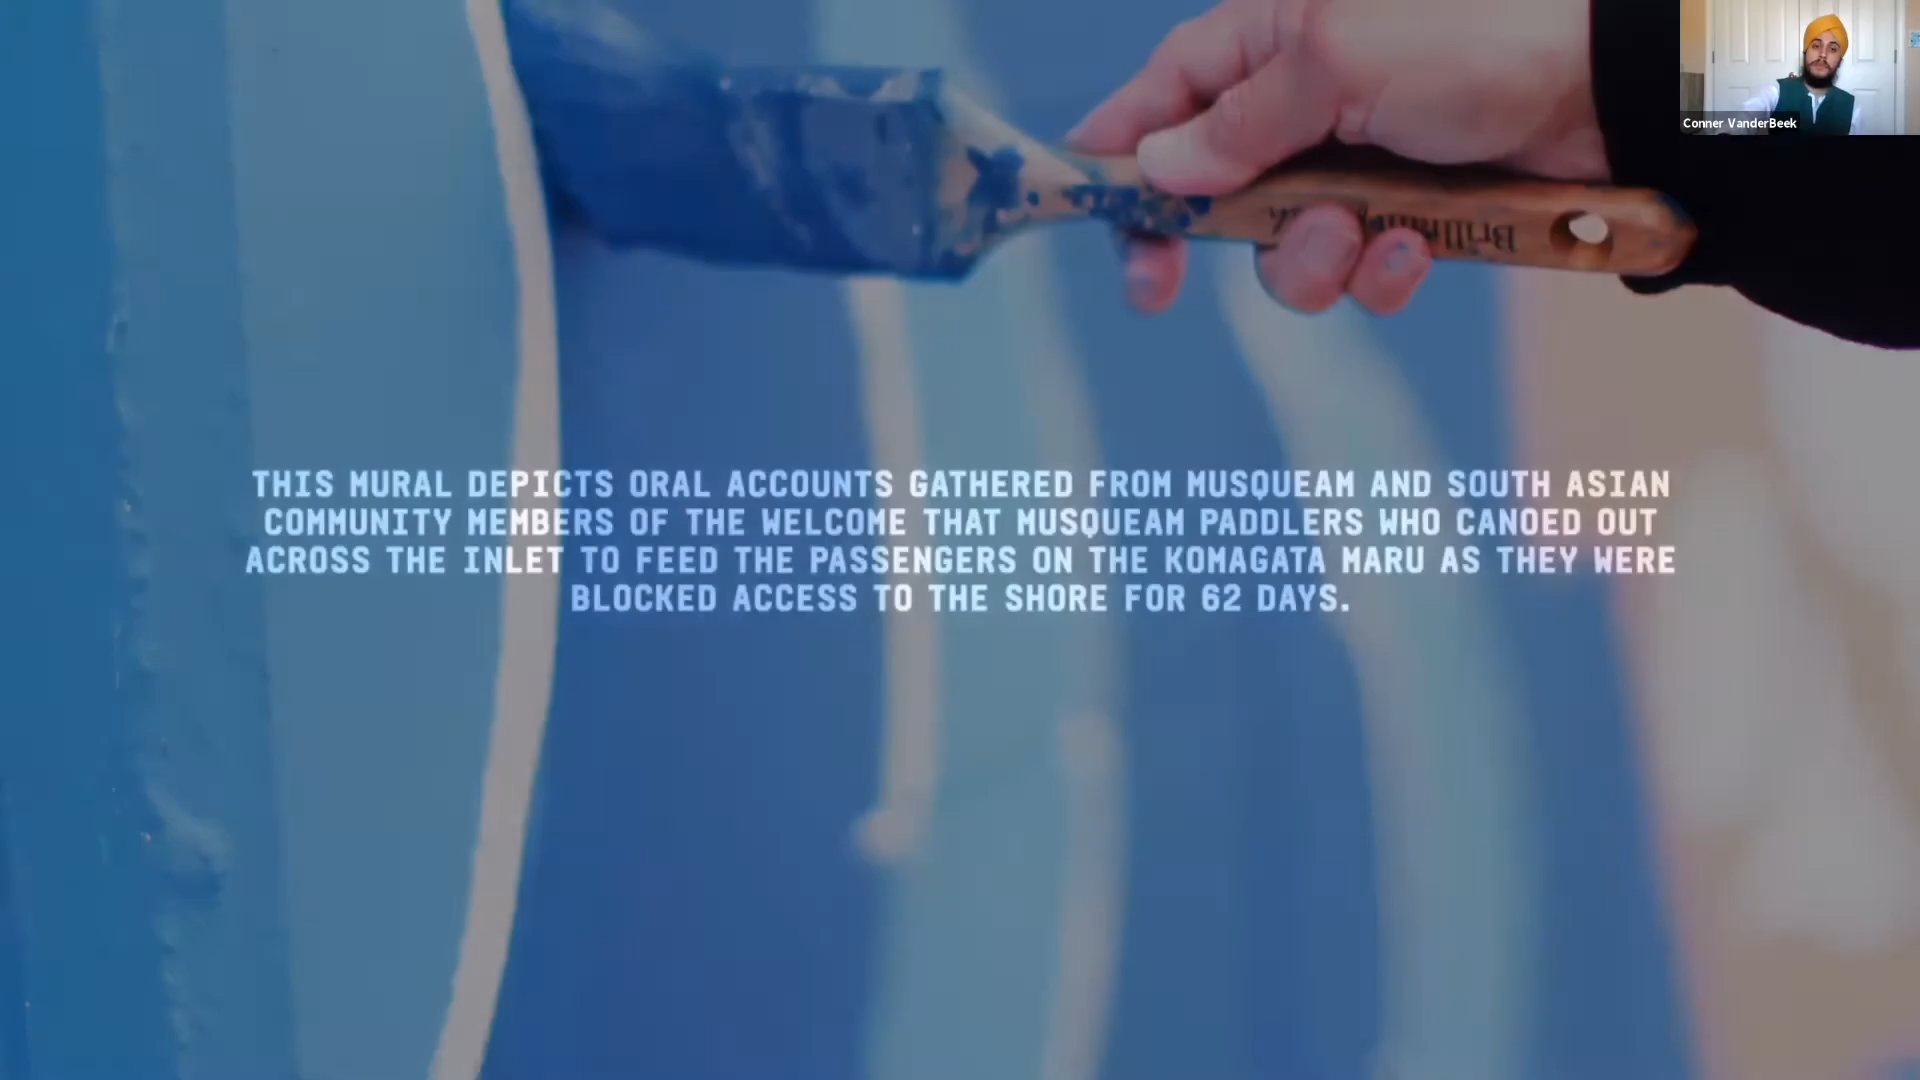 Conner VanderBeek
THIS MURAL DEPICTS ORAL ACCOUNTS GATHERED FROM MUSQUEAM AND SOUTH ASIAN
COMMUNITY MEMBERS OF THE WELCOME THAT MUSQUEAM PADDLERS WHO CANOED OUT
ACROSS THE INLET TO FEED THE PASSENGERS ON THE KOMAGATA MARU AS THEY WERE
BLOCKED ACCESS TO THE SHORE FOR 62 DAYS.